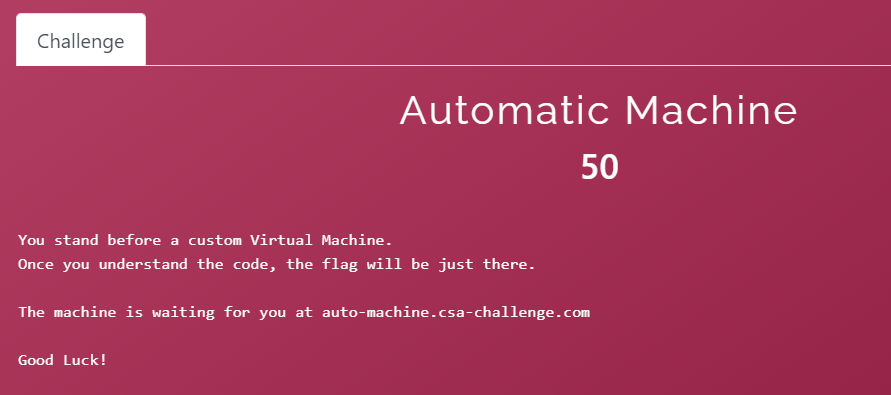 Challenge
Automatic Machine
50
You stand before a custom Virtual Machine.
Once you understand the code, the flag will be just there.
The machine is waiting for you at auto-machine.csa-challenge.com
Good Luck!